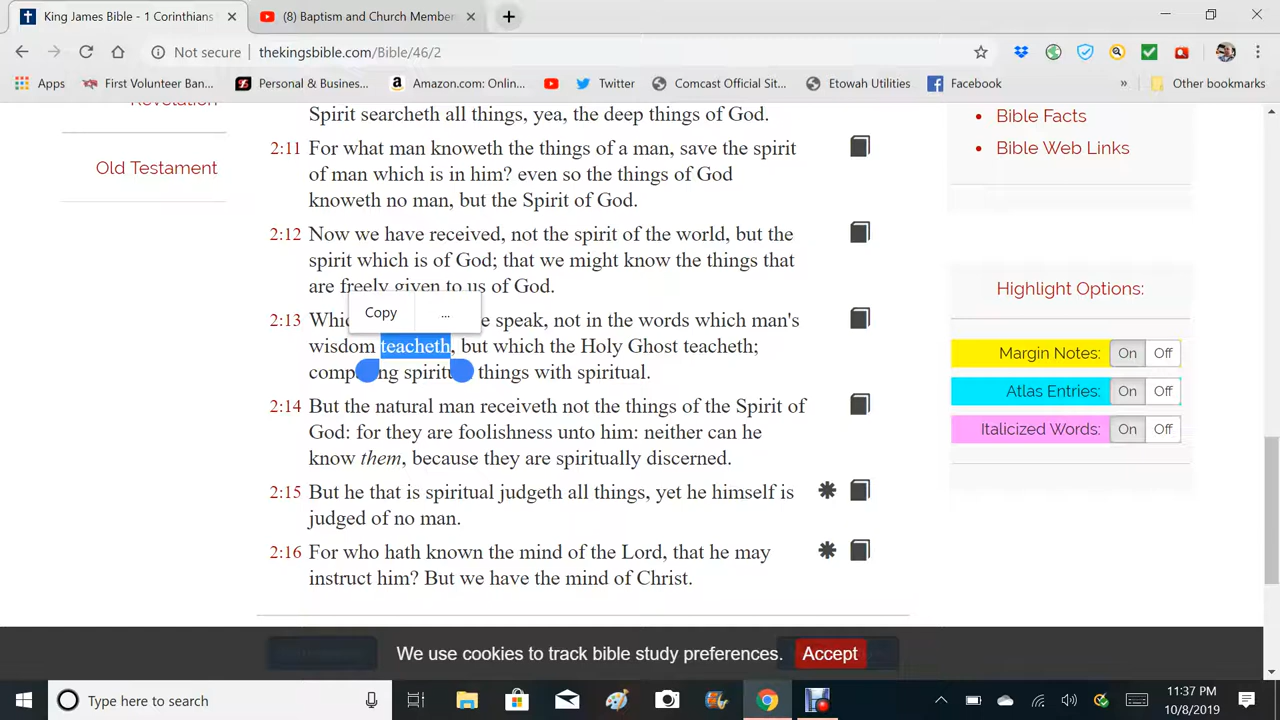 King James Bible - 1 Corinthians
(8) Baptism and Church Membe
Not secure
thekingsbible.com/Bible/46/2
Apps
First Volunteer Ban...
Personal & Busines...
Amazon.com: Onlin...
Twitter
Comcast Official Sit...
Etowah Utilities
Facebook
»
Other bookmarks
Revelation
Old Testament
Spirit searcheth all things, yea, the deep things of God.
2:11 For what man knoweth the things of a man, save the spirit
of man which is in him? even so the things of God
knoweth no man, but the Spirit of God.
2:12 Now we have received, not the spirit of the world, but the
spirit which is of God; that we might know the things that
are freely given to us of God.
Copy
...
2:13 speak, not in the words which man's
wisdom teacheth, but which the Holy Ghost teacheth;
things with spiritual.
2:14 But the natural man receiveth not the things of the Spirit of
God: for they are foolishness unto him: neither can he
know them, because they are spiritually discerned.
2:15 But he that is spiritual judgeth all things, yet he himself is
judged of no man.
2:16 For who hath known the mind of the Lord, that he may
instruct him? But we have the mind of Christ.
Bible Facts
Bible Web Links
Highlight Options:
Margin Notes: On Off
Atlas Entries: On Off
Italicized Words: On Off
We use cookies to track bible study preferences. Accept
Type here to search
11:37 PM
10/8/2019